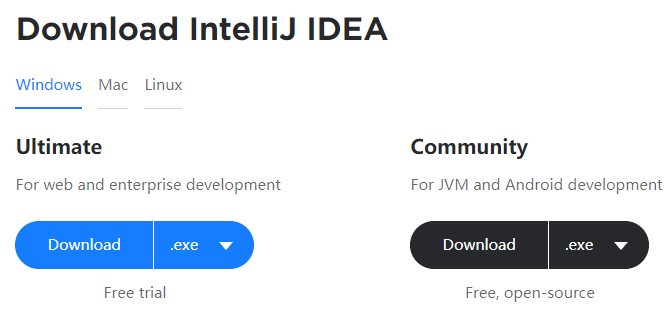 Download IntelliJ IDEA
Windows Mac Linux
Ultimate
For web and enterprise development
Download .exe
Free trial
Community
For JVM and Android development
Download .exe
Free, open-source